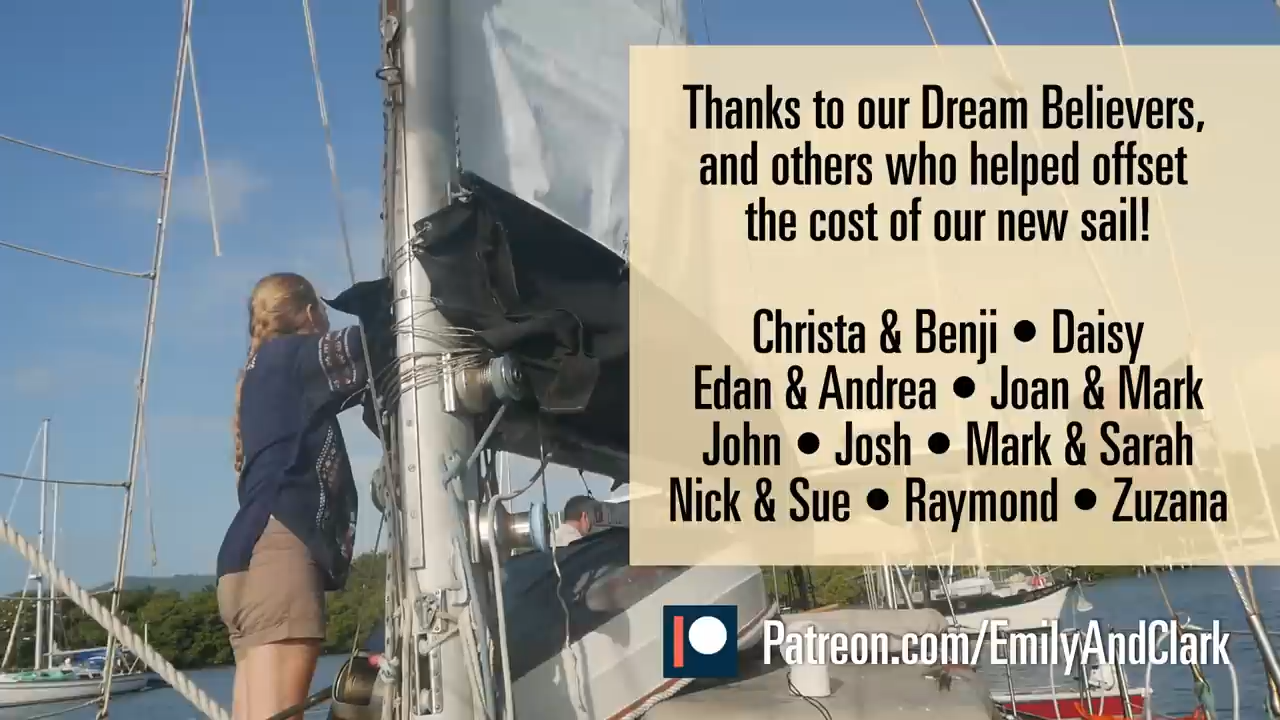 Thanks to our Dream Believers,
and others who helped offset
the cost of our new sail!
Christa & Benji • Daisy
Edan & Andrea • Joan & Mark
John • Josh • Mark & Sarah
Nick & Sue • Raymond • Zuzana
Patreon.com/EmilyAndClark